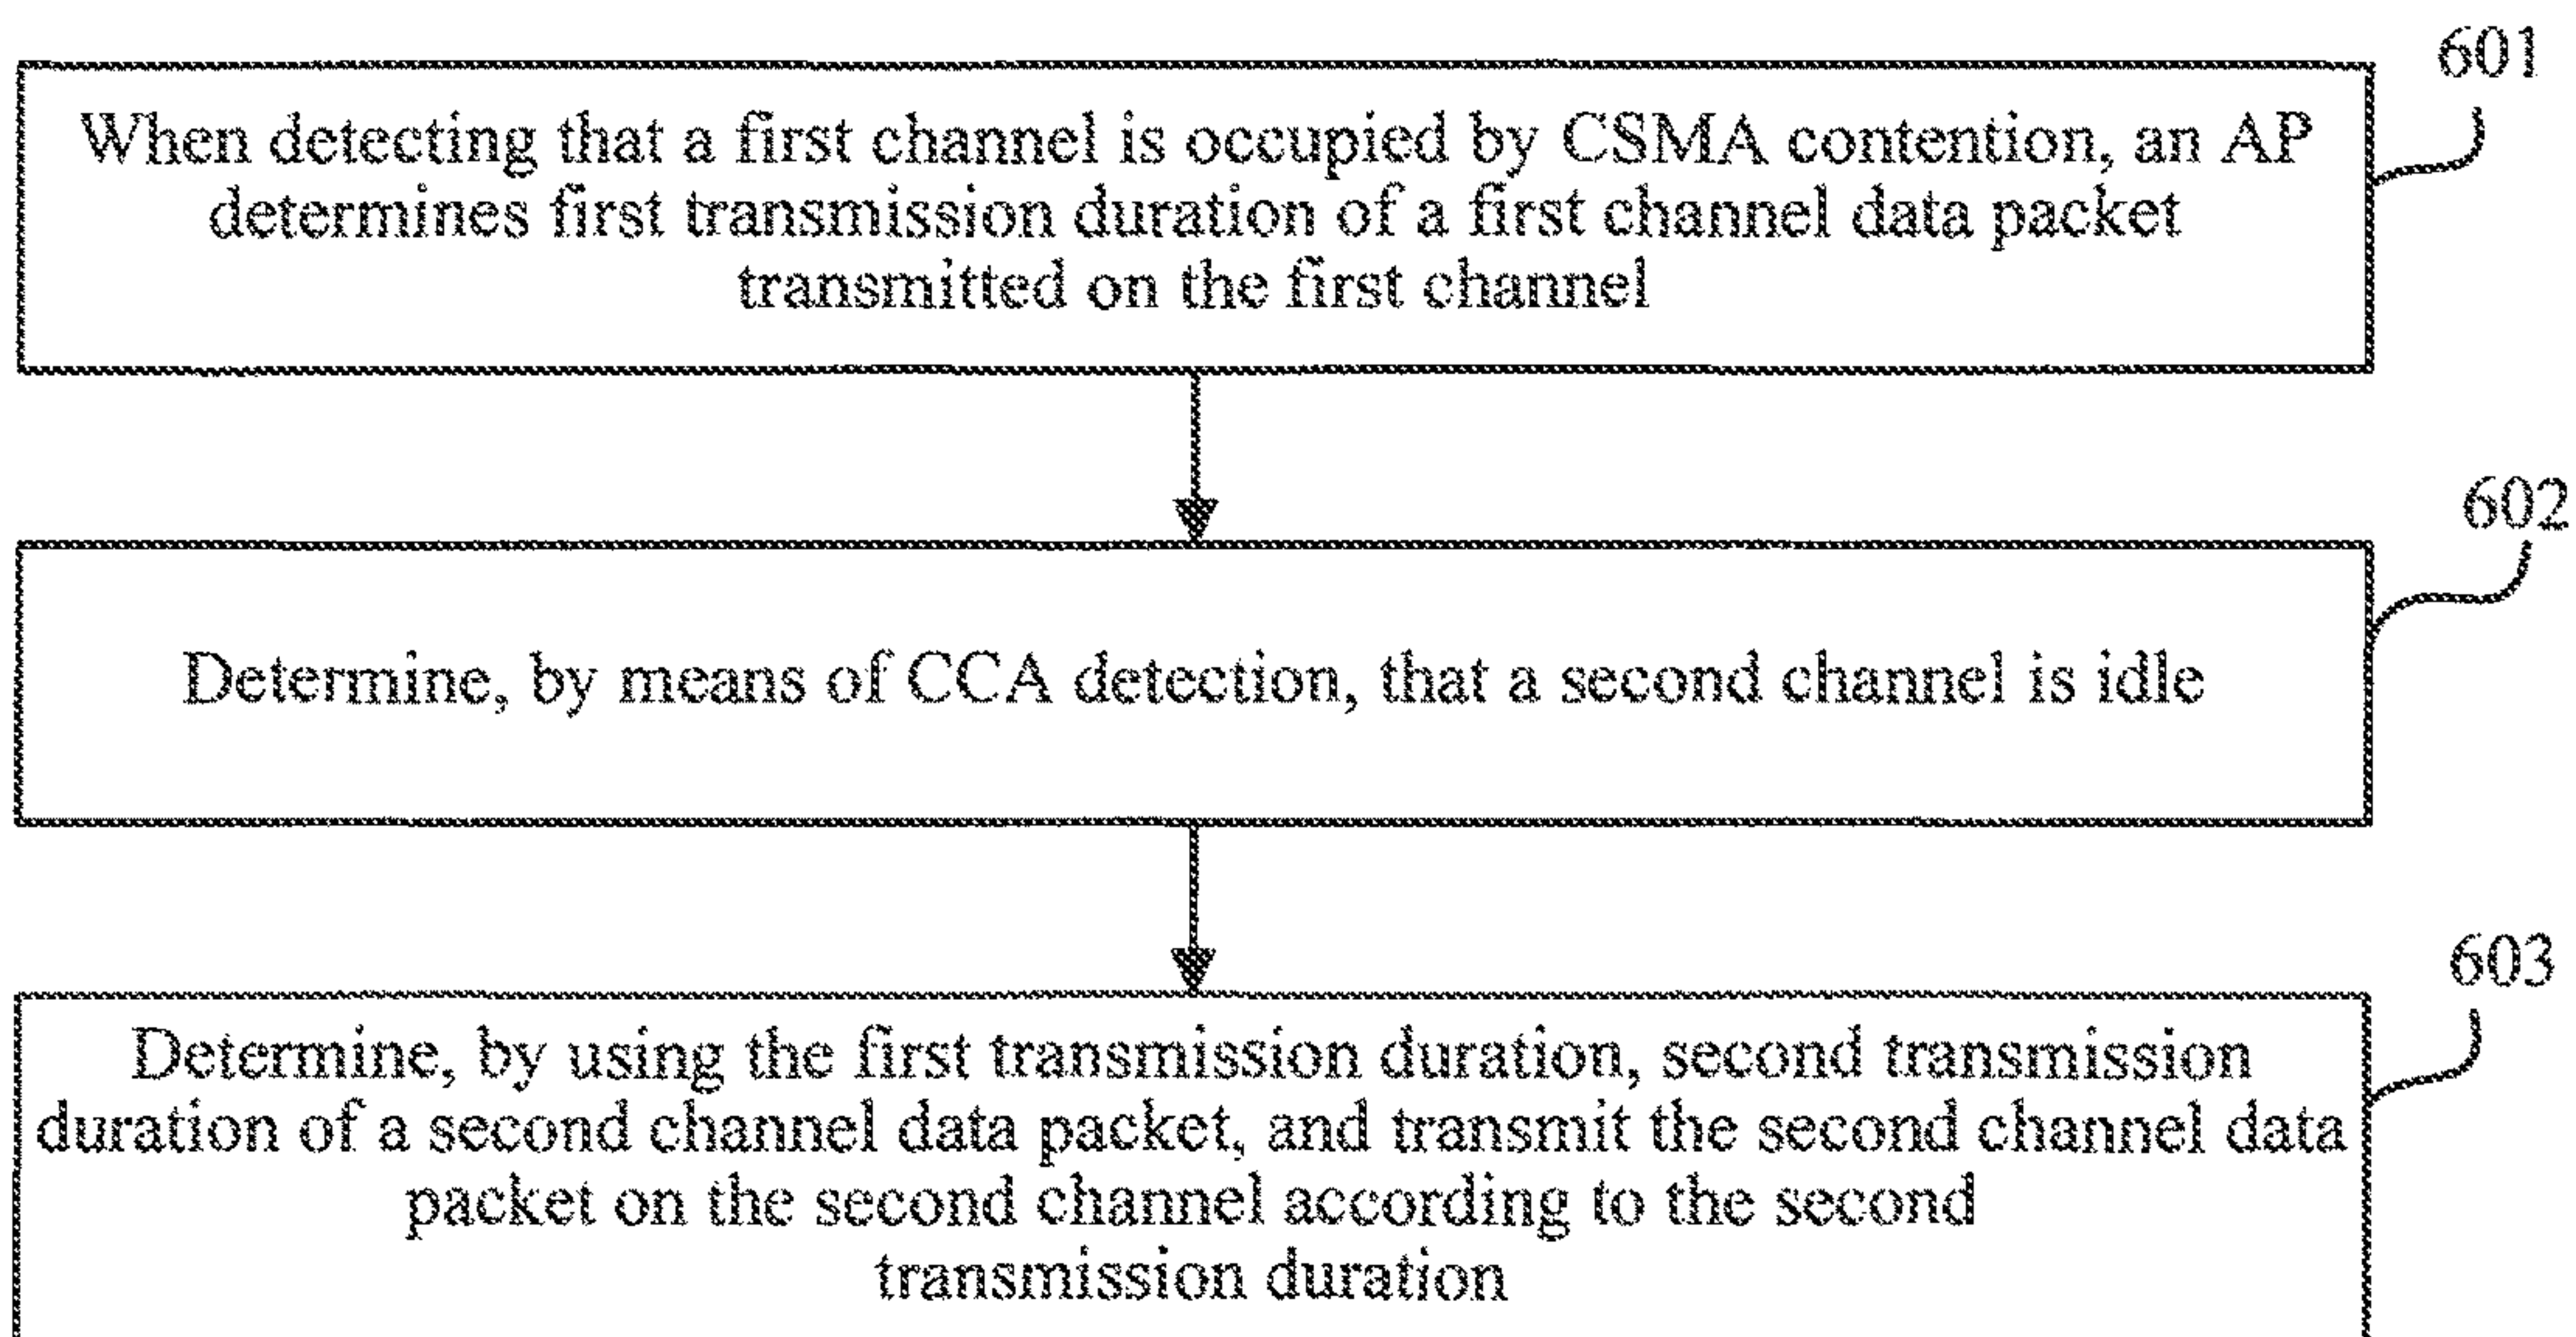 601
When detecting that a first channel is occupied by CSMA contention, an AP
determines first transmission duration of a first channel data packet
transmitted on the first channel
602
Determine, by means of CCA detection, that a second channel is idle
603
Determine, by using the first transmission duration, second transmission
duration of a second channel data packet, and transmit the second channel data
packet on the second channel according to the second
transmission duration